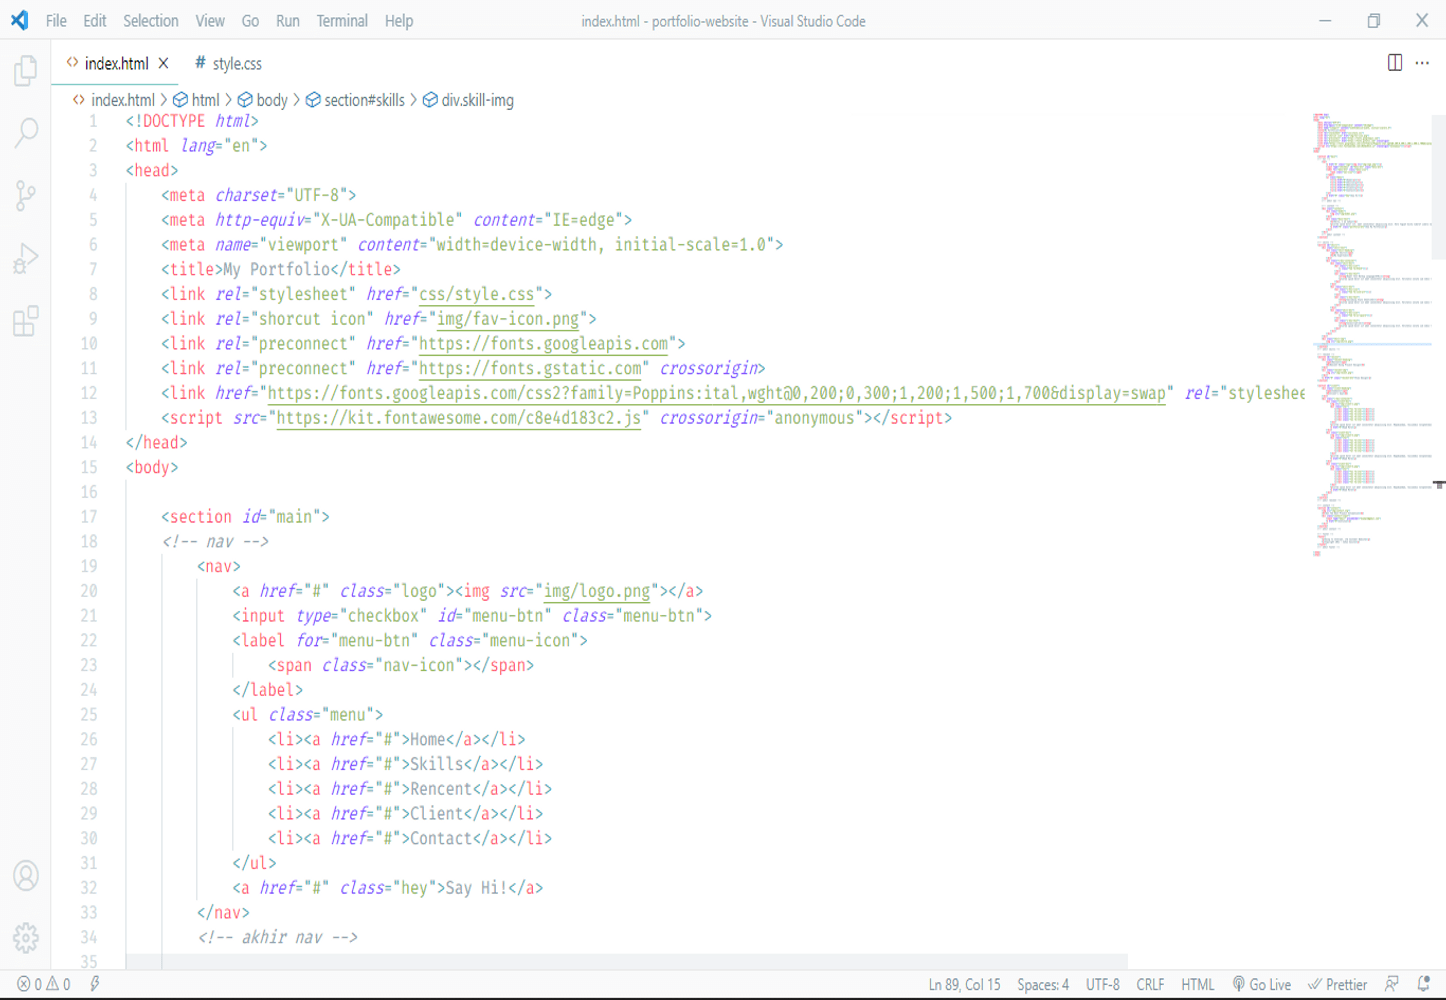 File Edit Selection View Go Run Terminal Help index.html - portfolio-website - Visual Studio Code
index.html style.css
index.html > html > body > section#skills > div.skill-img
1 <!DOCTYPE html>
2 <html lang="en">
3 <head>
4 <meta charset="UTF-8">
5 <meta http-equiv="X-UA-Compatible" content="IE=edge">
6 <meta name="viewport" content="width=device-width, initial-scale=1.0">
7 <title>My Portfolio</title>
8 <link rel="stylesheet" href="css/style.css">
9 <link rel="shorcut icon" href="img/fav-icon.png">
10 <link rel="preconnect" href="https://fonts.googleapis.com">
11 <link rel="preconnect" href="https://fonts.gstatic.com" crossorigin>
12 <link href="https://fonts.googleapis.com/css2?family=Poppins:ital,wght@0,200;0,300;1,200;1,500;1,700&display=swap" rel="styleshee
13 <script src="https://kit.fontawesome.com/c8e4d183c2.js" crossorigin="anonymous"></script>
14 </head>
15 <body>
16
17 <section id="main">
18 <!-- nav -->
19 <nav>
20 <a href="#" class="logo"><img src="img/logo.png"></a>
21 <input type="checkbox" id="menu-btn" class="menu-btn">
22 <label for="menu-btn" class="menu-icon">
23 <span class="nav-icon"></span>
24 </label>
25 <ul class="menu">
26 <li><a href="#">Home</a></li>
27 <li><a href="#">Skills</a></li>
28 <li><a href="#">Rencent</a></li>
29 <li><a href="#">Client</a></li>
30 <li><a href="#">Contact</a></li>
31 </ul>
32 <a href="#" class="hey">Say Hi!</a>
33 </nav>
34 <!-- akhir nav -->
35
0 0 Ln 89, Col 15 Spaces: 4 UTF-8 CRLF HTML Go Live Prettier